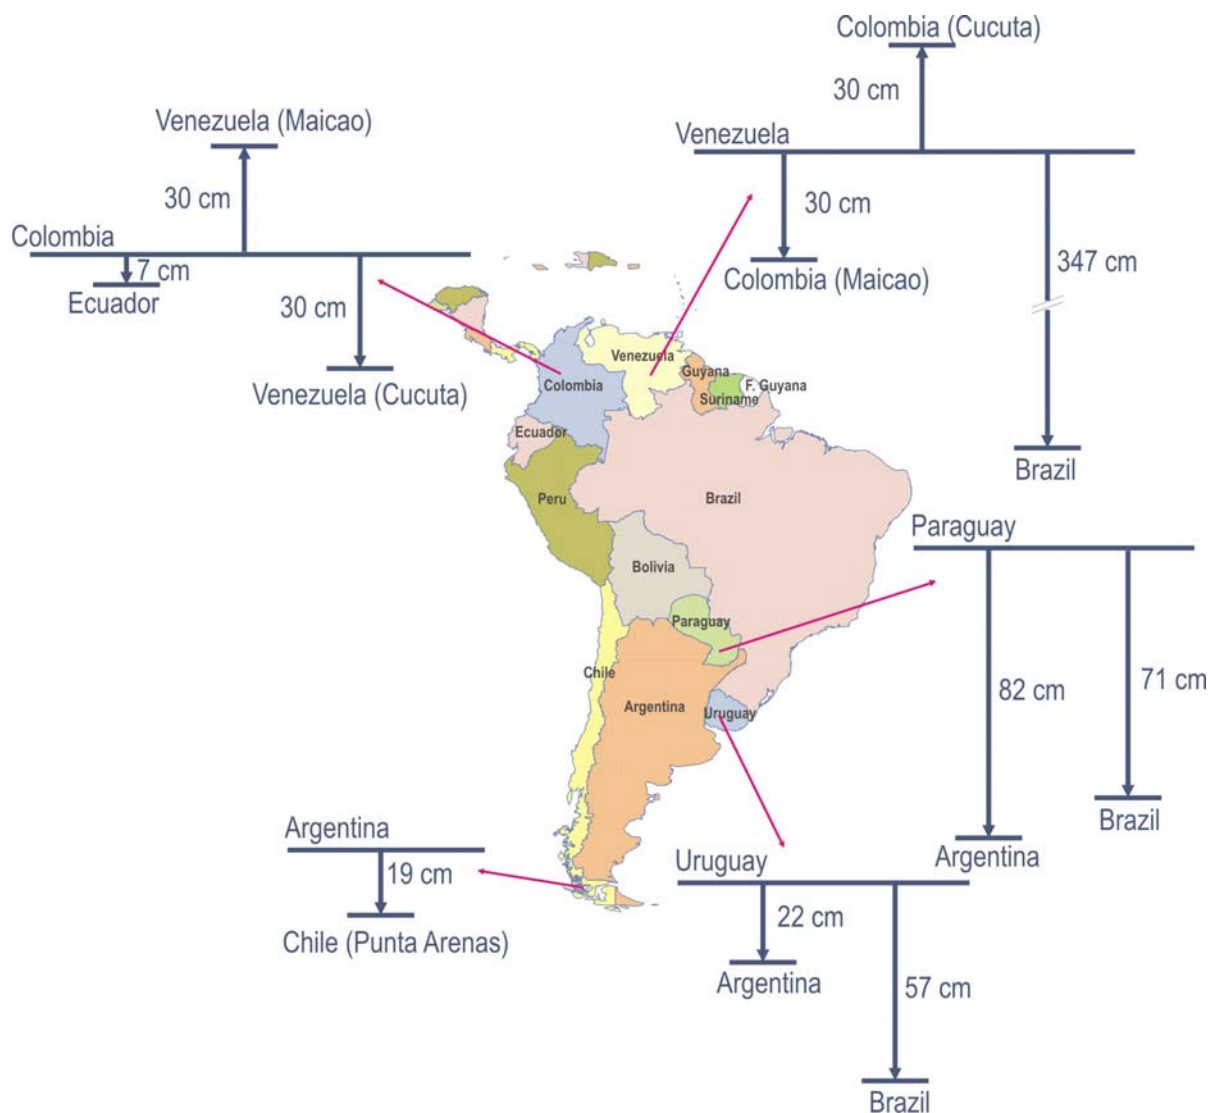 Colombia (Cucuta)
30 cm
Venezuela
30 cm
Colombia (Maicao)
347 cm
Brazil
Venezuela (Maicao)
30 cm
Colombia
7 cm
Ecuador
30 cm
Venezuela (Cucuta)
Venezuela
Colombia
Guyana
Suriname
F. Guyana
Ecuador
Peru
Brazil
Bolivia
Paraguay
Chile
Argentina
Uruguay
Paraguay
82 cm
71 cm
Argentina
Brazil
Argentina
19 cm
Chile (Punta Arenas)
Uruguay
22 cm
Argentina
57 cm
Brazil